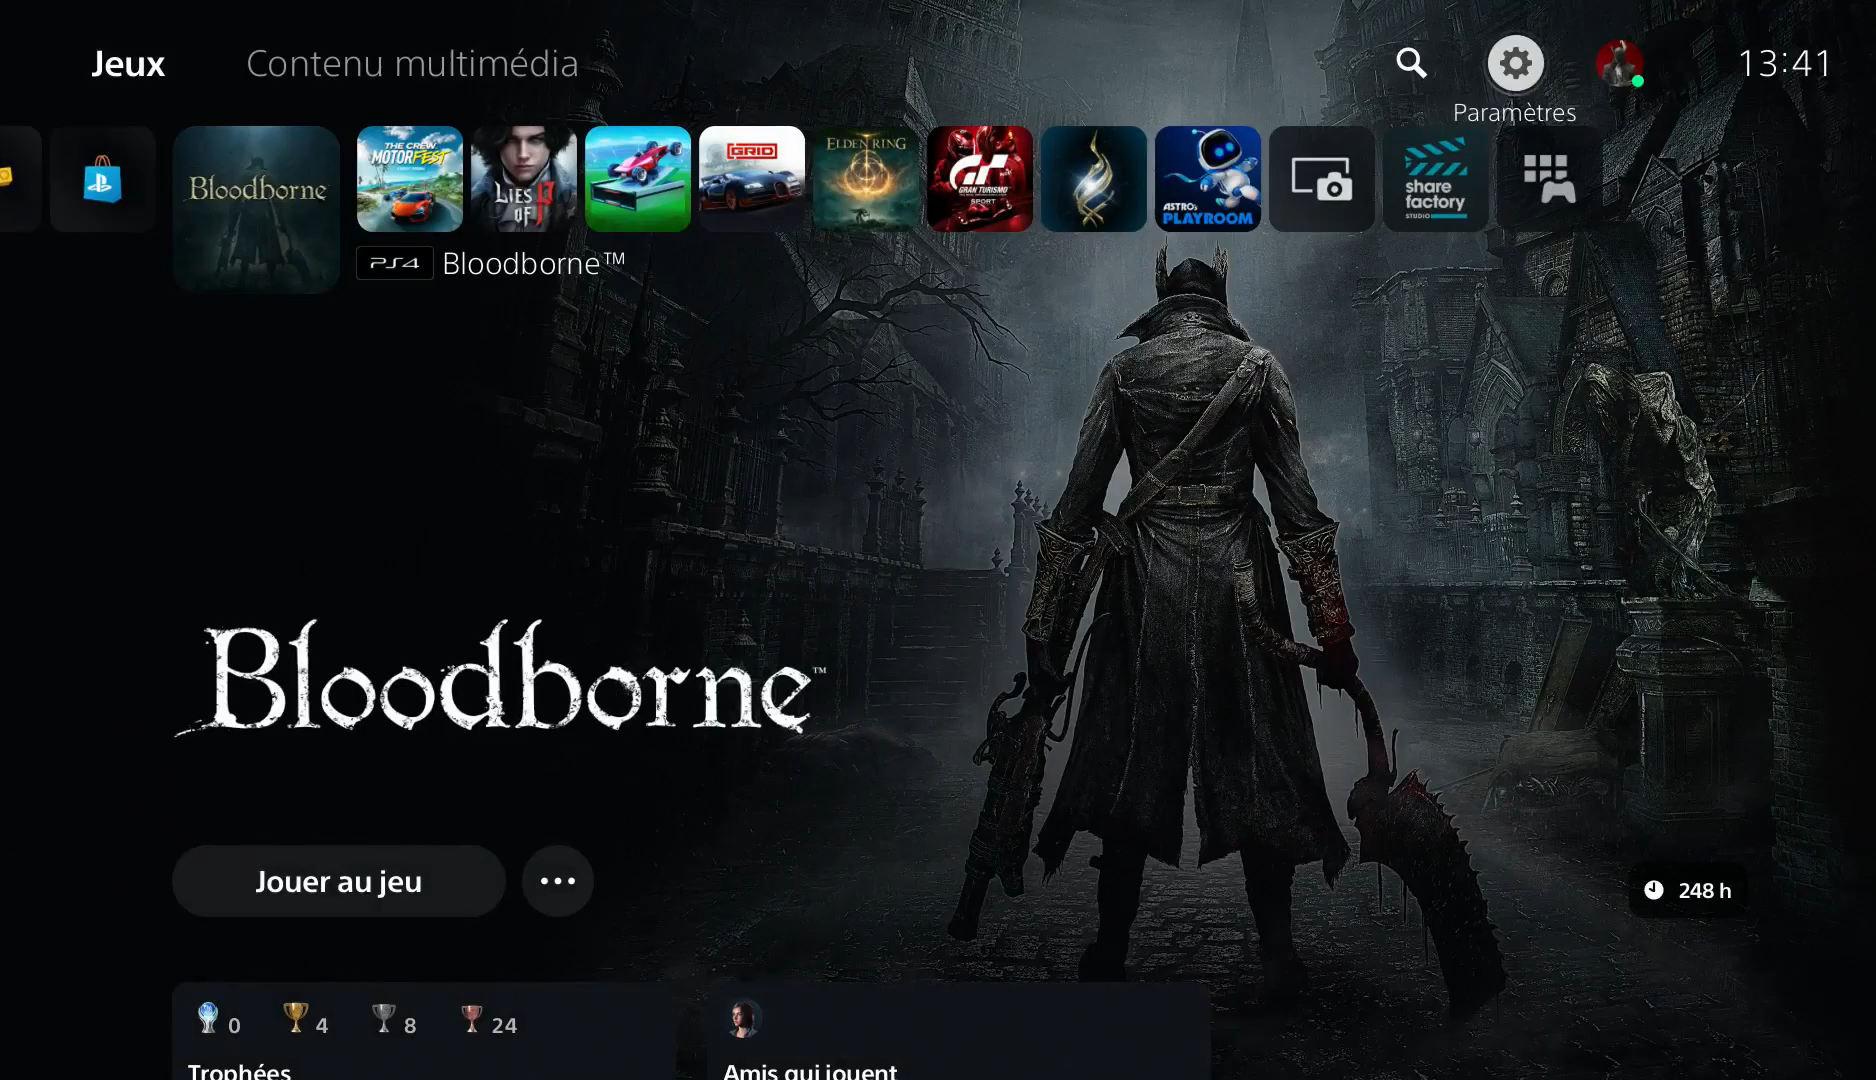 Jeux
Contenu multimédia
13:41
Paramètres
Bloodborne
THE CREW
MOTORFEST
LIES OF P
GRID
ELDEN RING
GT
GRAN TURISMO
SPORT
ASTRO's
PLAYROOM
share
factory
STUDIO
PS4
Bloodborne™
Bloodborne™
Jouer au jeu
248 h
0
4
8
24
Trophées
Amis qui jouent